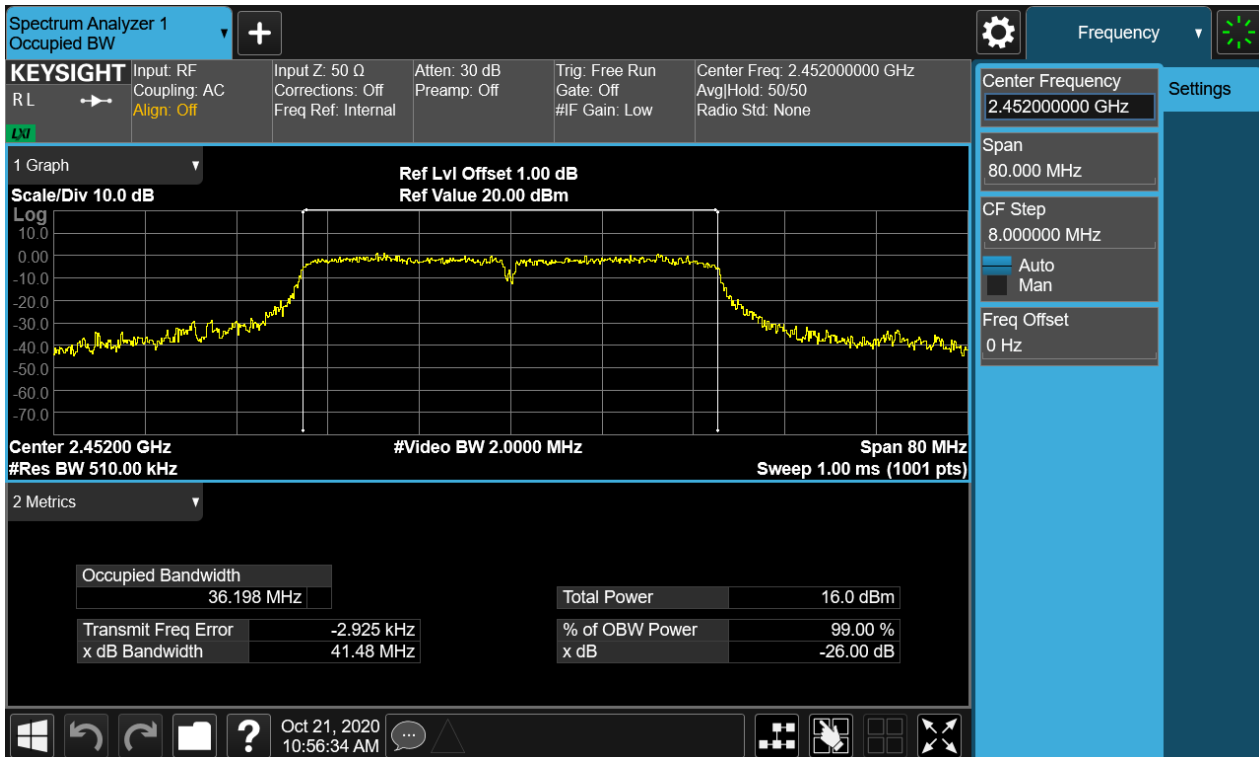 Spectrum Analyzer 1
Occupied BW
+
Frequency
KEYSIGHT
R L
LXI
Input: RF
Coupling: AC
Align: Off
Input Z: 50 Ω
Corrections: Off
Freq Ref: Internal
Atten: 30 dB
Preamp: Off
Trig: Free Run
Gate: Off
#IF Gain: Low
Center Freq: 2.452000000 GHz
Avg|Hold: 50/50
Radio Std: None
Center Frequency
2.452000000 GHz
Settings
Span
80.000 MHz
CF Step
8.000000 MHz
Auto
Man
Freq Offset
0 Hz
1 Graph
Scale/Div 10.0 dB
Ref Lvl Offset 1.00 dB
Ref Value 20.00 dBm
Log
10.0
0.00
-10.0
-20.0
-30.0
-40.0
-50.0
-60.0
-70.0
Center 2.45200 GHz
#Video BW 2.0000 MHz
Span 80 MHz
#Res BW 510.00 kHz
Sweep 1.00 ms (1001 pts)
2 Metrics
Occupied Bandwidth
36.198 MHz
Total Power 16.0 dBm
Transmit Freq Error -2.925 kHz
% of OBW Power 99.00 %
x dB Bandwidth 41.48 MHz
x dB -26.00 dB
?
Oct 21, 2020
10:56:34 AM